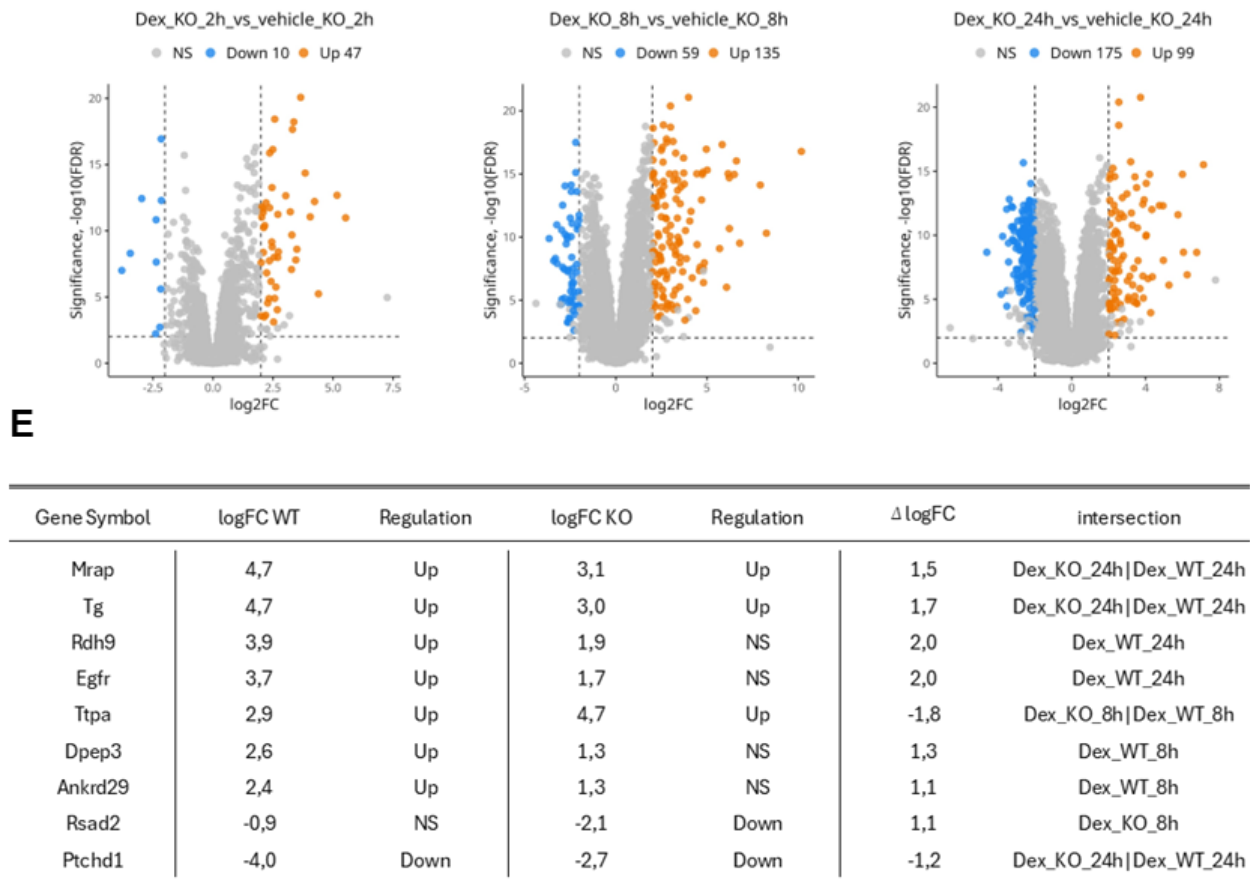 Dex_KO_2h_vs_vehicle_KO_2h
NS Down 10 Up 47
Significance, -log10(FDR)
20
15
10
5
0
-2.5 0.0 2.5 5.0 7.5
log2FC
Dex_KO_8h_vs_vehicle_KO_8h
NS Down 59 Up 135
Significance, -log10(FDR)
20
15
10
5
0
-5 0 5 10
log2FC
Dex_KO_24h_vs_vehicle_KO_24h
NS Down 175 Up 99
Significance, -log10(FDR)
20
15
10
5
0
-4 0 4 8
log2FC
E
Gene Symbol logFC WT Regulation logFC KO Regulation Δ logFC intersection
Mrap 4,7 Up 3,1 Up 1,5 Dex_KO_24h|Dex_WT_24h
Tg 4,7 Up 3,0 Up 1,7 Dex_KO_24h|Dex_WT_24h
Rdh9 3,9 Up 1,9 NS 2,0 Dex_WT_24h
Egfr 3,7 Up 1,7 NS 2,0 Dex_WT_24h
Ttpa 2,9 Up 4,7 Up -1,8 Dex_KO_8h|Dex_WT_8h
Dpep3 2,6 Up 1,3 NS 1,3 Dex_WT_8h
Ankrd29 2,4 Up 1,3 NS 1,1 Dex_WT_8h
Rsad2 -0,9 NS -2,1 Down 1,1 Dex_KO_8h
Ptchd1 -4,0 Down -2,7 Down -1,2 Dex_KO_24h|Dex_WT_24h